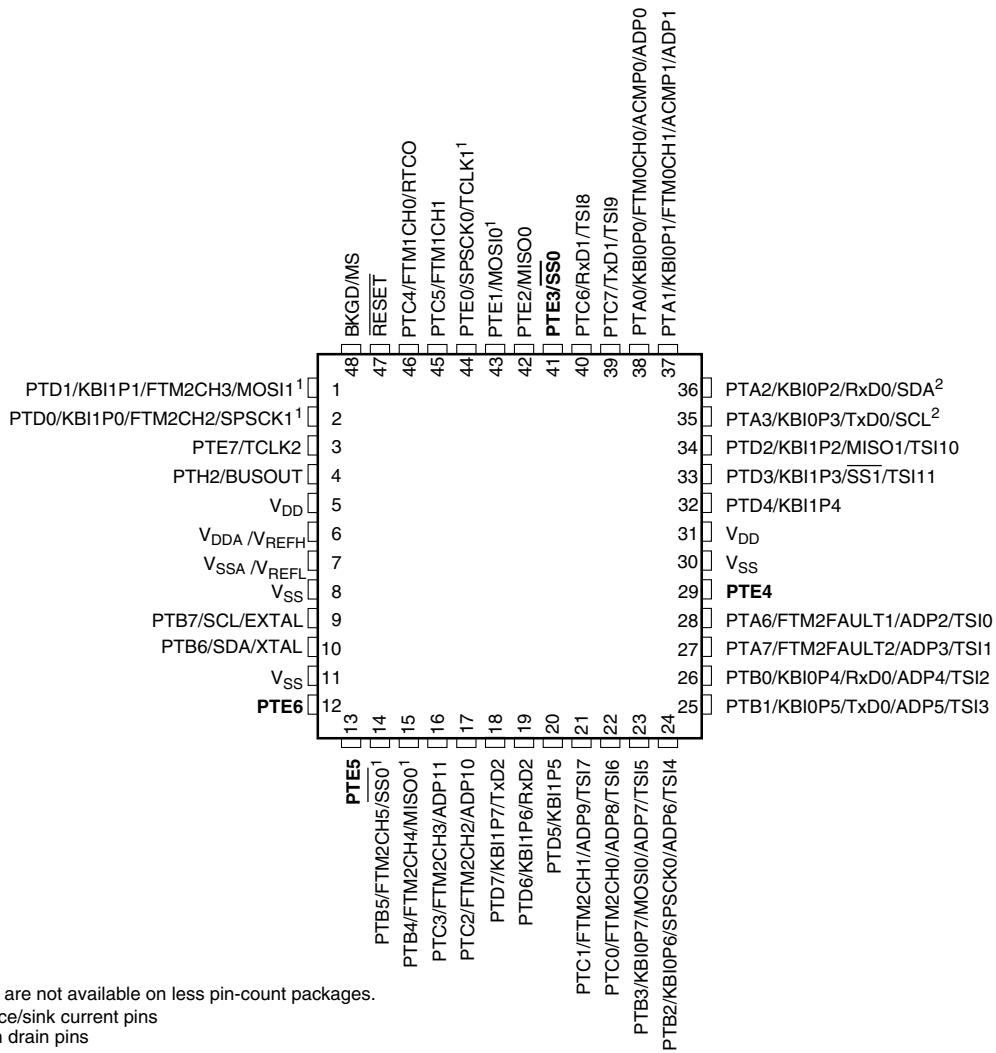 BKGD/MS
RESET
PTC4/FTM1CH0/RTCO
PTC5/FTM1CH1
PTE0/SPSCK0/TCLK1¹
PTE1/MOSI0¹
PTE2/MISO0
PTE3/SS0
PTC6/RxD1/TSI8
PTC7/TxD1/TSI9
PTA0/KBI0P0/FTM0CH0/ACMP0/ADP0
PTA1/KBI0P1/FTM0CH1/ACMP1/ADP1
48
47
46
45
44
43
42
41
40
39
38
37
PTD1/KBI1P1/FTM2CH3/MOSI1¹ 1
PTD0/KBI1P0/FTM2CH2/SPSCK1¹ 2
PTE7/TCLK2 3
PTH2/BUSOUT 4
VDD 5
VDDA /VREFH 6
VSSA /VREFL 7
VSS 8
PTB7/SCL/EXTAL 9
PTB6/SDA/XTAL 10
VSS 11
PTE6 12
36 PTA2/KBI0P2/RxD0/SDA²
35 PTA3/KBI0P3/TxD0/SCL²
34 PTD2/KBI1P2/MISO1/TSI10
33 PTD3/KBI1P3/SS1/TSI11
32 PTD4/KBI1P4
31 VDD
30 VSS
29 PTE4
28 PTA6/FTM2FAULT1/ADP2/TSI0
27 PTA7/FTM2FAULT2/ADP3/TSI1
26 PTB0/KBI0P4/RxD0/ADP4/TSI2
25 PTB1/KBI0P5/TxD0/ADP5/TSI3
13
14
15
16
17
18
19
20
21
22
23
24
PTE5
PTB5/FTM2CH5/SS0¹
PTB4/FTM2CH4/MISO0¹
PTC3/FTM2CH3/ADP11
PTC2/FTM2CH2/ADP10
PTD7/KBI1P7/TxD2
PTD6/KBI1P6/RxD2
PTD5/KBI1P5
PTC1/FTM2CH1/ADP9/TSI7
PTC0/FTM2CH0/ADP8/TSI6
PTB3/KBI0P7/MOSI0/ADP7/TSI5
PTB2/KBI0P6/SPSCK0/ADP6/TSI4
are not available on less pin-count packages.
ce/sink current pins
drain pins